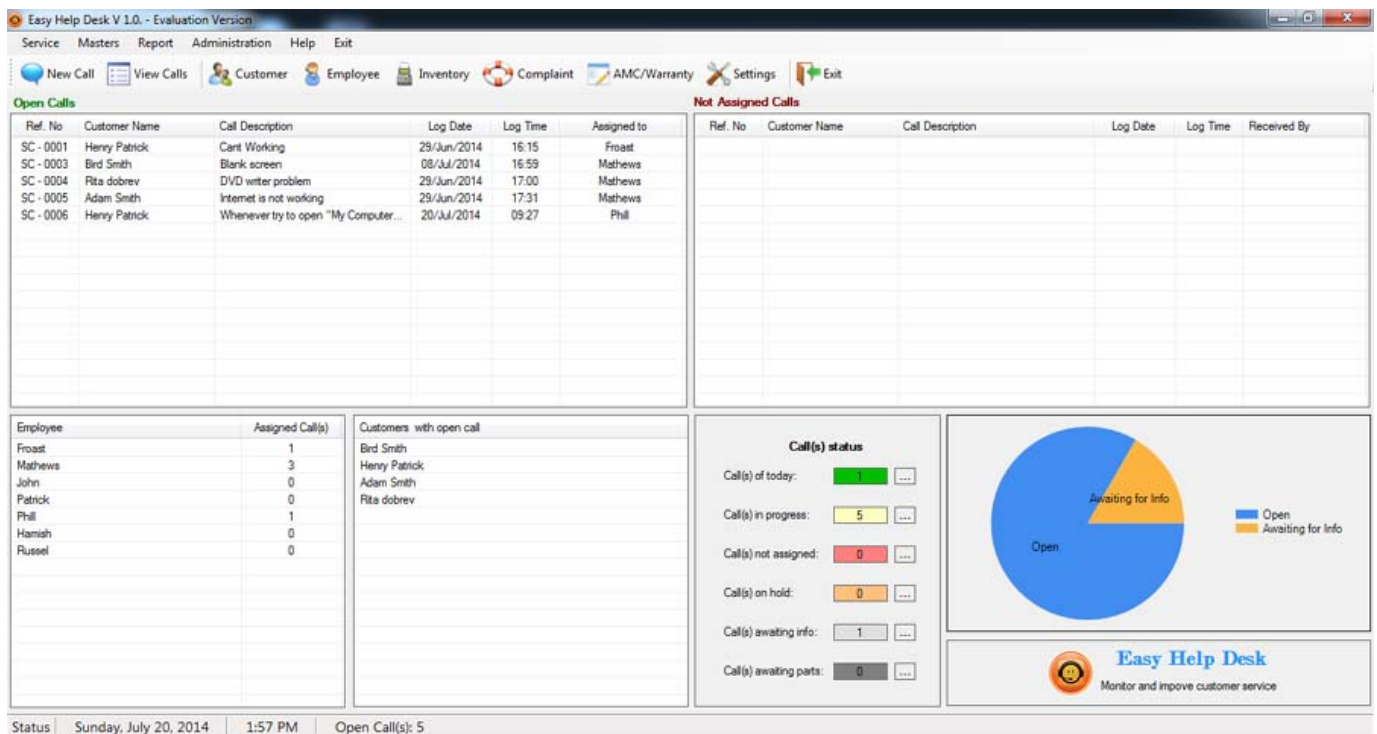 Easy Help Desk V 1.0. - Evaluation Version
Service Masters Report Administration Help Exit
New Call View Calls Customer Employee Inventory Complaint AMC/Warranty Settings Exit
Open Calls
Ref. No Customer Name Call Description Log Date Log Time Assigned to
SC - 0001 Henry Patrick Cant Working 29/Jun/2014 16:15 Froast
SC - 0003 Bird Smith Blank screen 08/Jul/2014 16:59 Mathews
SC - 0004 Rita dobrev DVD writer problem 29/Jun/2014 17:00 Mathews
SC - 0005 Adam Smith Internet is not working 29/Jun/2014 17:31 Mathews
SC - 0006 Henry Patrick Whenever try to open "My Computer... 20/Jul/2014 09:27 Phill
Not Assigned Calls
Ref. No Customer Name Call Description Log Date Log Time Received By
Employee Assigned Call(s)
Froast 1
Mathews 3
John 0
Patrick 0
Phill 1
Hamish 0
Russel 0
Customers with open call
Bird Smith
Henry Patrick
Adam Smith
Rita dobrev
Call(s) status
Call(s) of today: 1 ...
Call(s) in progress: 5 ...
Call(s) not assigned: 0 ...
Call(s) on hold: 0 ...
Call(s) awaiting info: 1 ...
Call(s) awaiting parts: 0 ...
Awaiting for Info
Open
Open
Awaiting for Info
Easy Help Desk
Monitor and impove customer service
Status Sunday, July 20, 2014 1:57 PM Open Call(s): 5